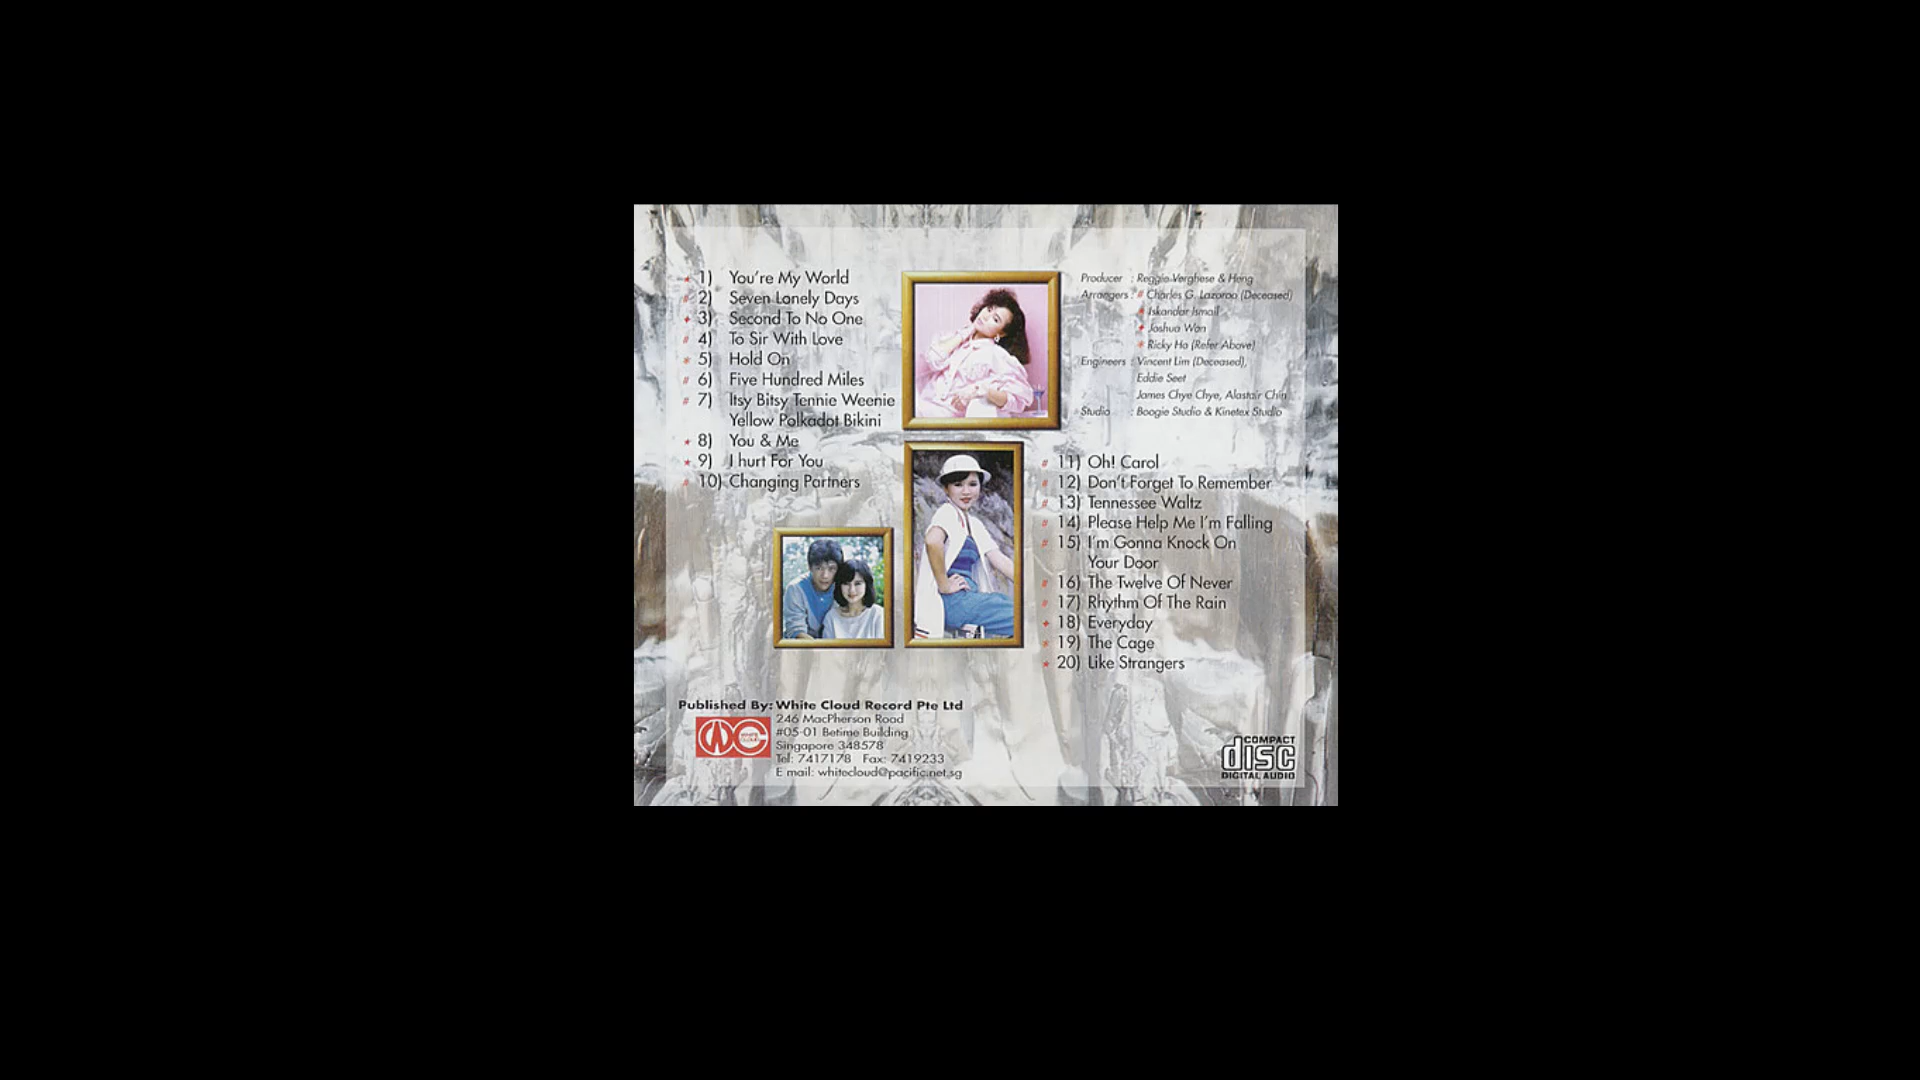 * 1) You're My World
# 2) Seven Lonely Days
✦ 3) Second To No One
# 4) To Sir With Love
* 5) Hold On
# 6) Five Hundred Miles
# 7) Itsy Bitsy Tennie Weenie
Yellow Polkadot Bikini
★ 8) You & Me
★ 9) I hurt For You
# 10) Changing Partners
Producer : Reggie Verghese & Heng
Arrangers : # Charles G. Lazoroo (Deceased)
★ Iskandar Ismail
✦ Joshua Wan
* Ricky Ho (Refer Above)
Engineers : Vincent Lim (Deceased),
Eddie Seet
James Chye Chye, Alastair Chin
Studio : Boogie Studio & Kinetex Studio
# 11) Oh! Carol
# 12) Don't Forget To Remember
# 13) Tennessee Waltz
# 14) Please Help Me I'm Falling
# 15) I'm Gonna Knock On
Your Door
# 16) The Twelve Of Never
# 17) Rhythm Of The Rain
✦ 18) Everyday
* 19) The Cage
★ 20) Like Strangers
Published By: White Cloud Record Pte Ltd
246 MacPherson Road
#05-01 Betime Building
Singapore 348578
Tel: 7417178 Fax: 7419233
E mail: whitecloud@pacific.net.sg
WHITE
CLOUD
COMPACT
disc
DIGITAL AUDIO